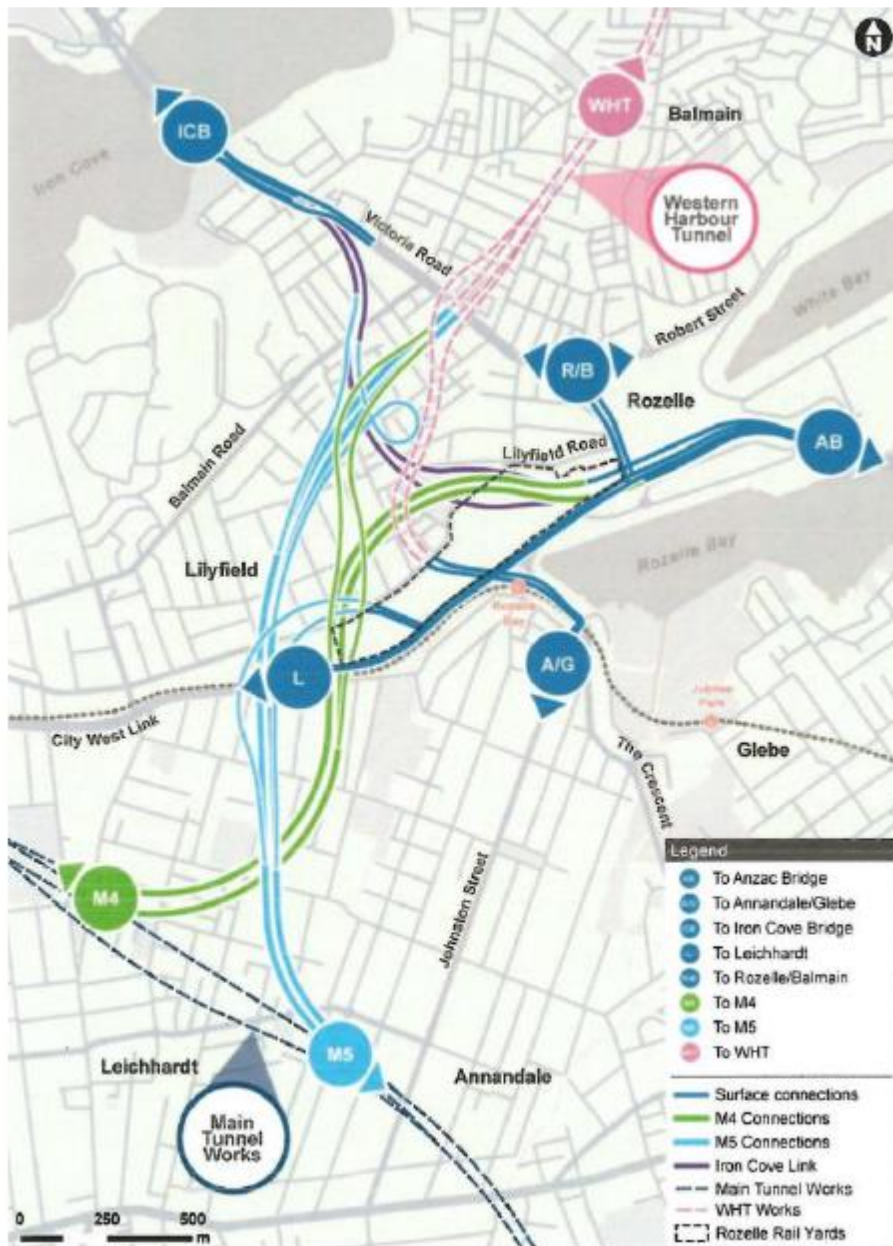 N
WHT
Balmain
ICB
Iron Cove
Western
Harbour
Tunnel
Victoria Road
White Bay
Robert Street
R/B
Rozelle
AB
Lilyfield Road
Balmain Road
Rozelle Bay
Lilyfield
Rozelle
Bay
L
A/G
Jubilee
Park
City West Link
The Crescent
Glebe
M4
Johnston Street
M5
Leichhardt
Annandale
Main
Tunnel
Works
0 250 500
m
Legend
To Anzac Bridge
To Annandale/Glebe
To Iron Cove Bridge
To Leichhardt
To Rozelle/Balmain
To M4
To M5
To WHT
Surface connections
M4 Connections
M5 Connections
Iron Cove Link
Main Tunnel Works
WHT Works
Rozelle Rail Yards